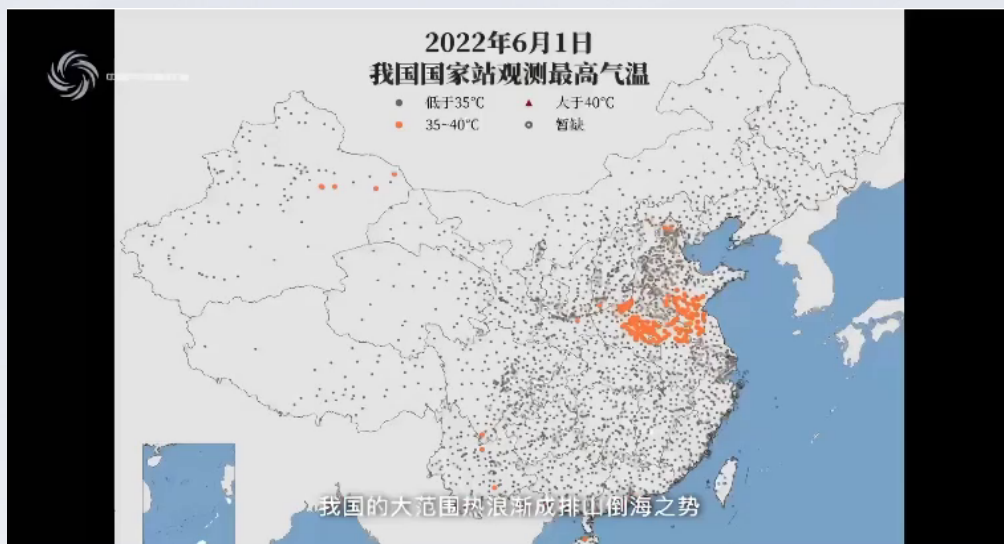 2022年6月1日
我国国家站观测最高气温
低于35℃
大于40℃
35~40℃
暂缺
我国的大范围热浪渐成排山倒海之势